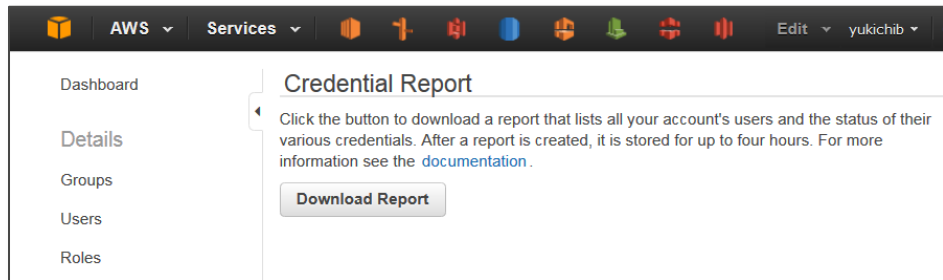 AWS Services Edit yukichib
Dashboard
Details
Groups
Users
Roles
Credential Report
Click the button to download a report that lists all your account's users and the status of their
various credentials. After a report is created, it is stored for up to four hours. For more
information see the documentation.
Download Report